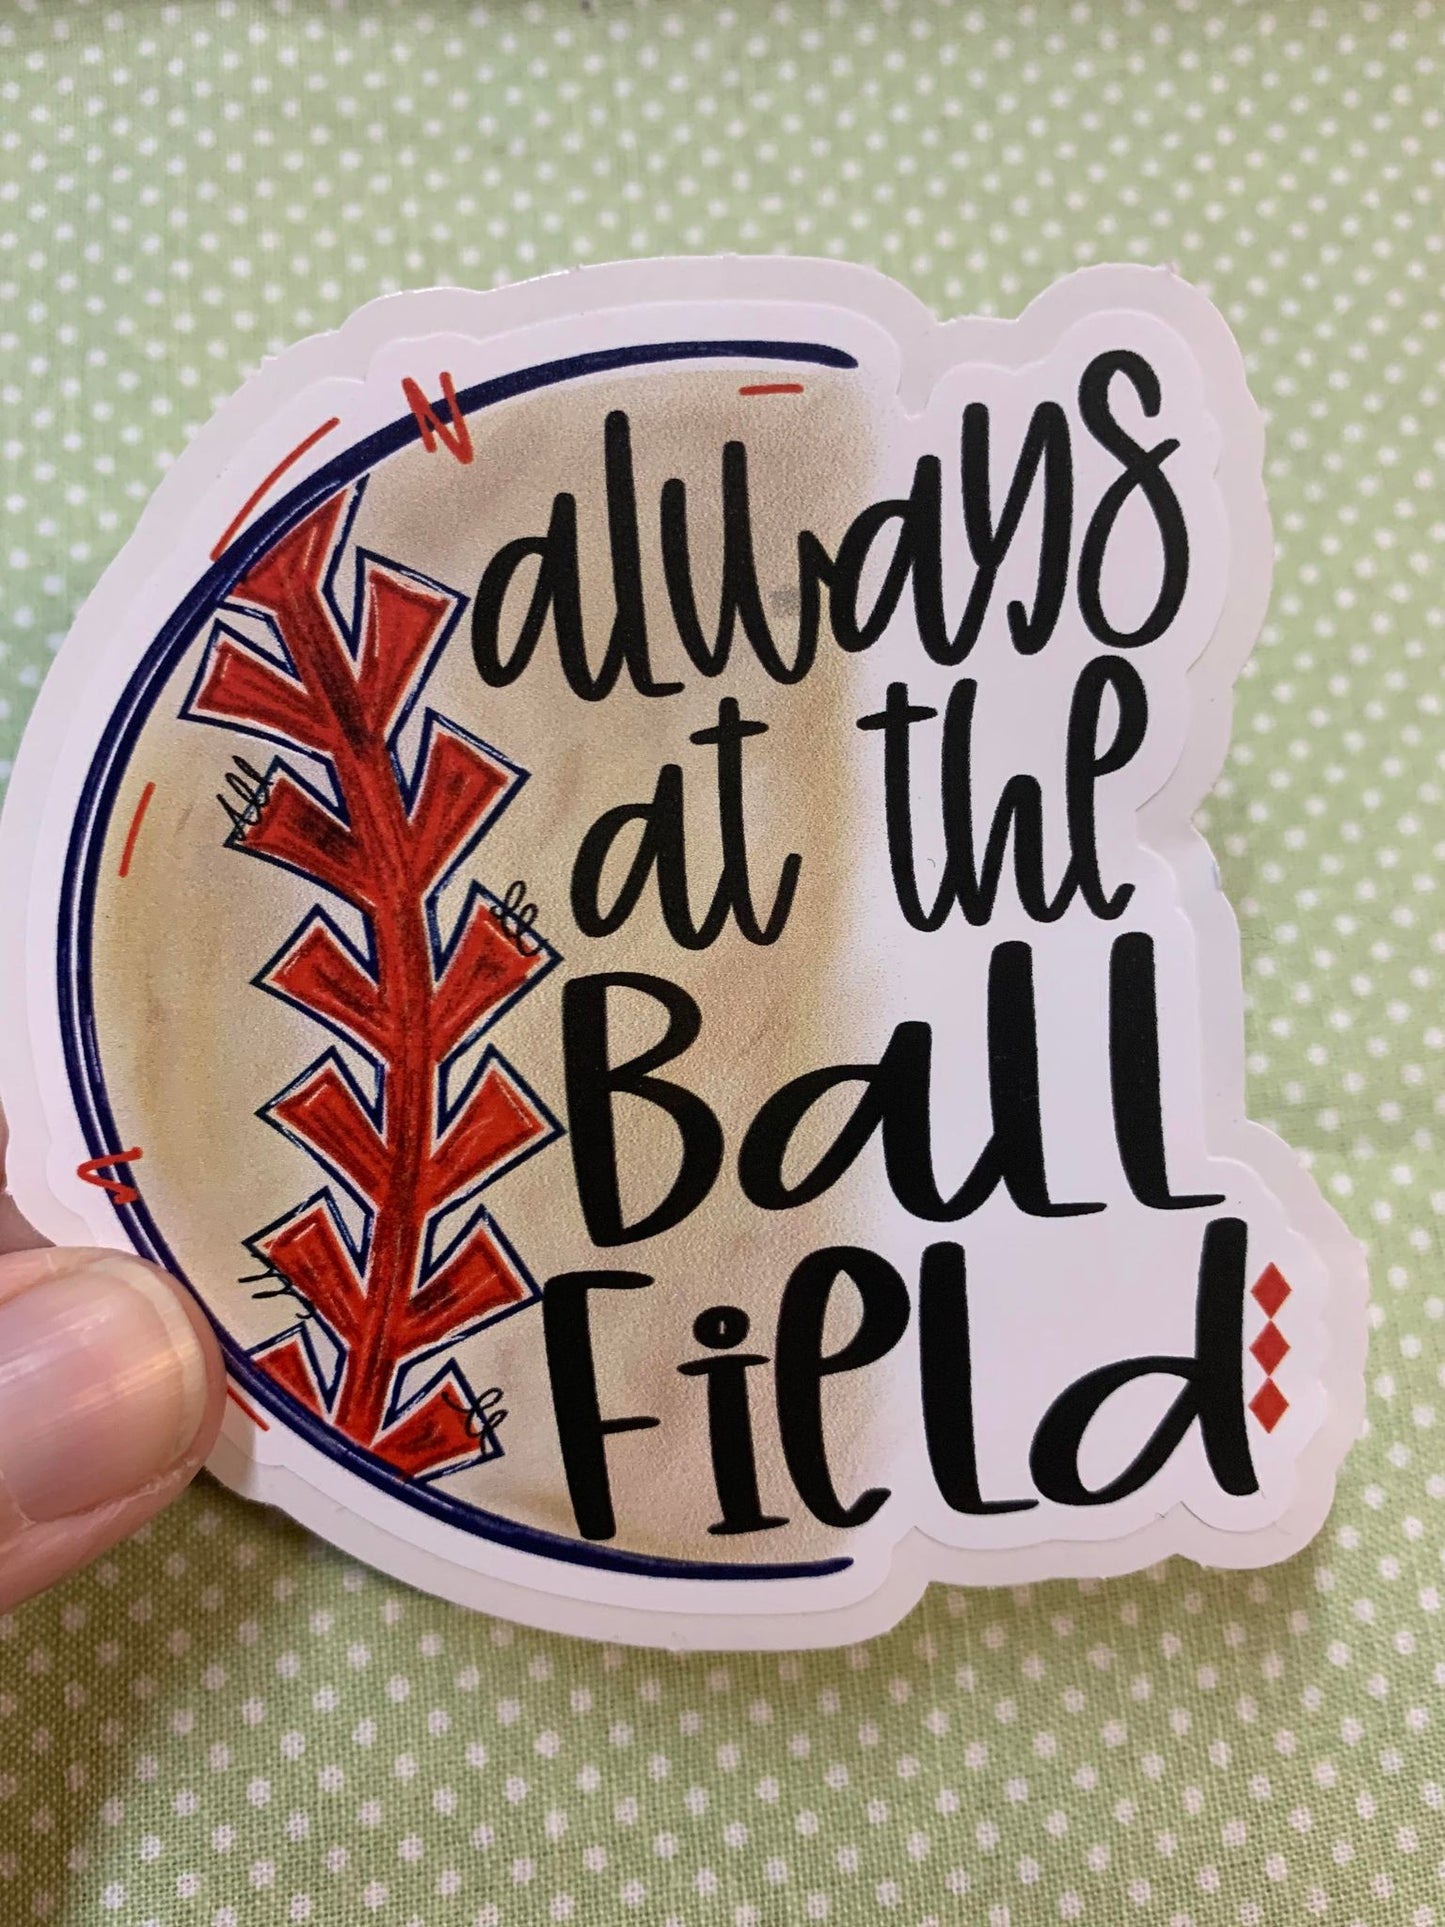 always
at the
Ball
Field